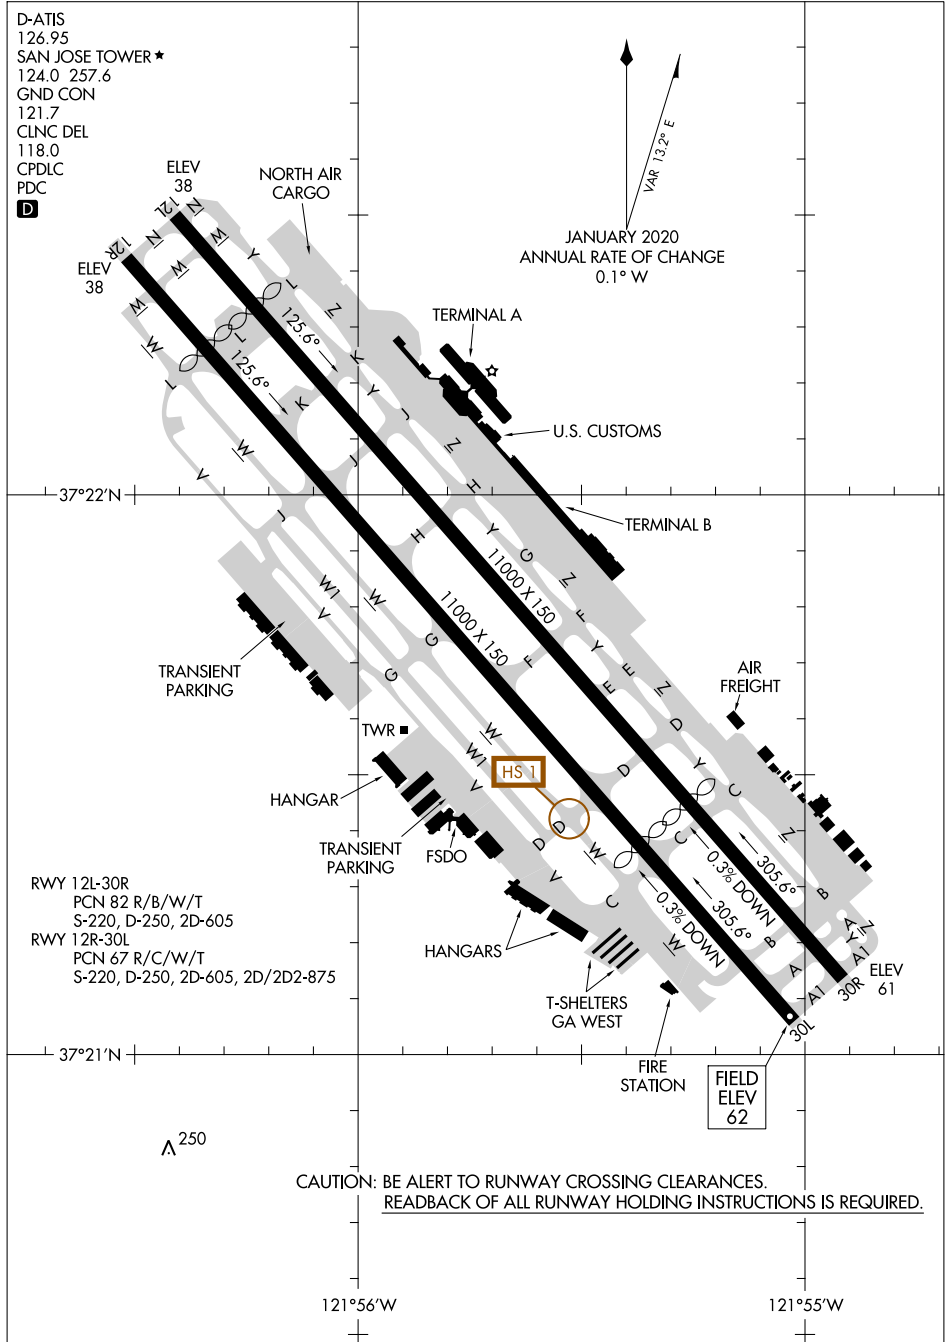 D-ATIS
126.95
SAN JOSE TOWER ★
124.0 257.6
GND CON
121.7
CLNC DEL
118.0
CPDLC
PDC
D
ELEV
38
NORTH AIR
CARGO
VAR 13.2° E
JANUARY 2020
ANNUAL RATE OF CHANGE
0.1° W
12L
N
N
W
Y
12R
W
W
W
ELEV
38
L
Z
L
L
125.6°
125.6°
K
Y
K
J
Z
TERMINAL A
U.S. CUSTOMS
W
V
J
H
37°22'N
TERMINAL B
J
H
Y
G
Z
F
11000 X 150
W1
W
V
11000 X 150
G
G
F
Y
E
E
Z
D
TRANSIENT
PARKING
AIR
FREIGHT
TWR
W
W1
V
HS 1
D
Y
C
Z
HANGAR
TRANSIENT
PARKING
FSDO
D
D
V
W
C
C
0.3% DOWN
305.6°
0.3% DOWN
305.6°
B
B
A
A
Z
Y
A1
A1
W
HANGARS
T-SHELTERS
GA WEST
30R
ELEV
61
30L
RWY 12L-30R
PCN 82 R/B/W/T
S-220, D-250, 2D-605
RWY 12R-30L
PCN 67 R/C/W/T
S-220, D-250, 2D-605, 2D/2D2-875
37°21'N
FIRE
STATION
FIELD
ELEV
62
250
CAUTION: BE ALERT TO RUNWAY CROSSING CLEARANCES.
READBACK OF ALL RUNWAY HOLDING INSTRUCTIONS IS REQUIRED.
121°56'W
121°55'W